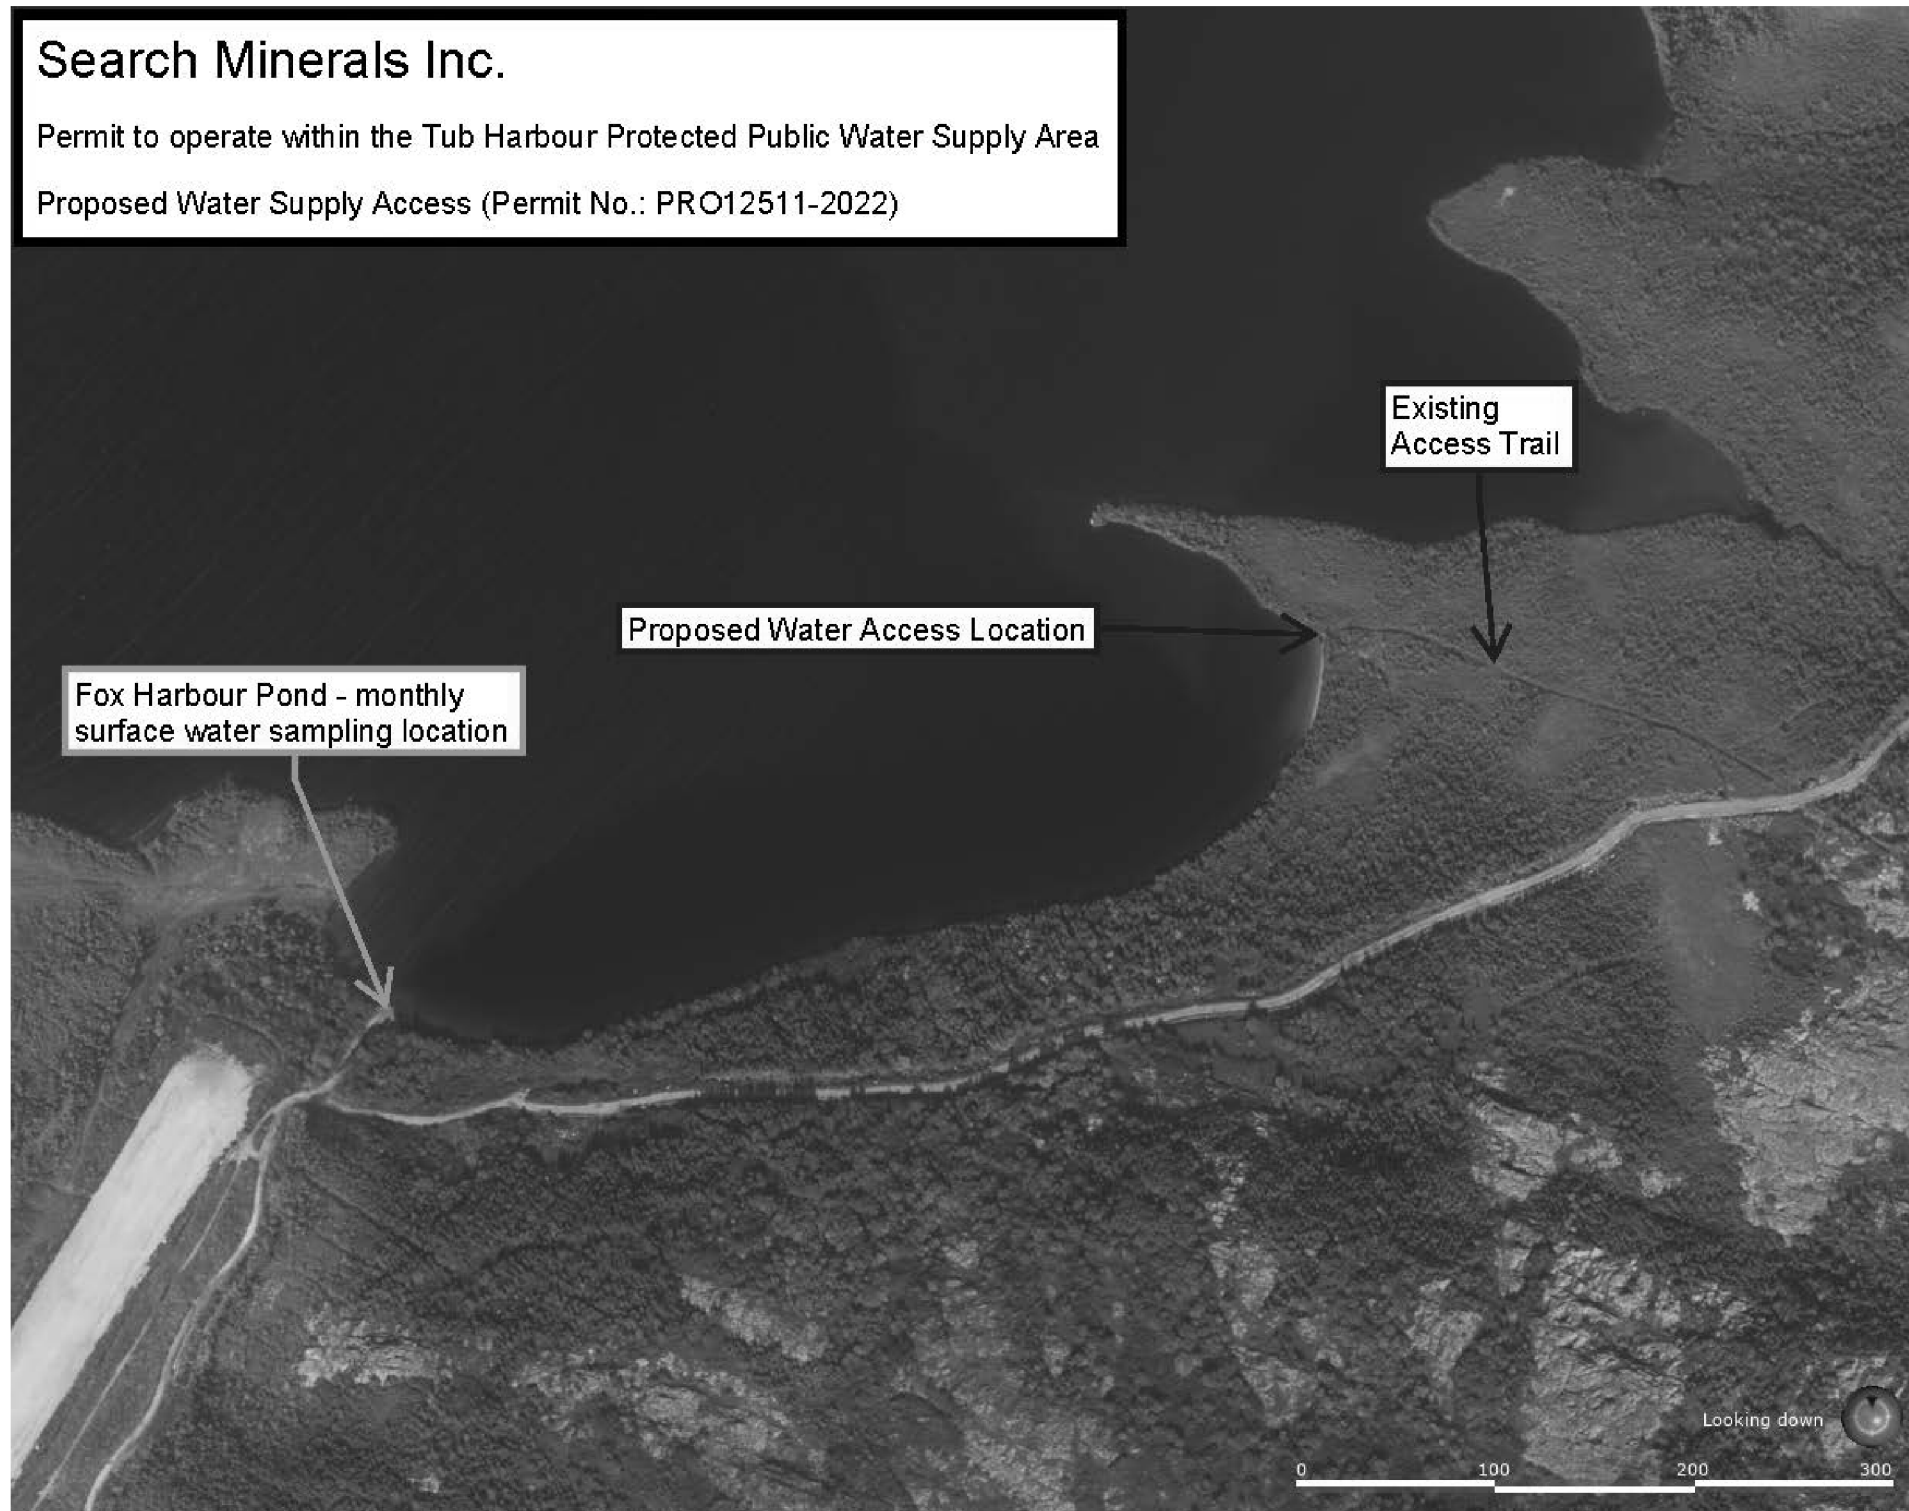 Search Minerals Inc.
Permit to operate within the Tub Harbour Protected Public Water Supply Area
Proposed Water Supply Access (Permit No.: PRO12511-2022)
Existing
Access Trail
Proposed Water Access Location
Fox Harbour Pond - monthly
surface water sampling location
Looking down
0 100 200 300